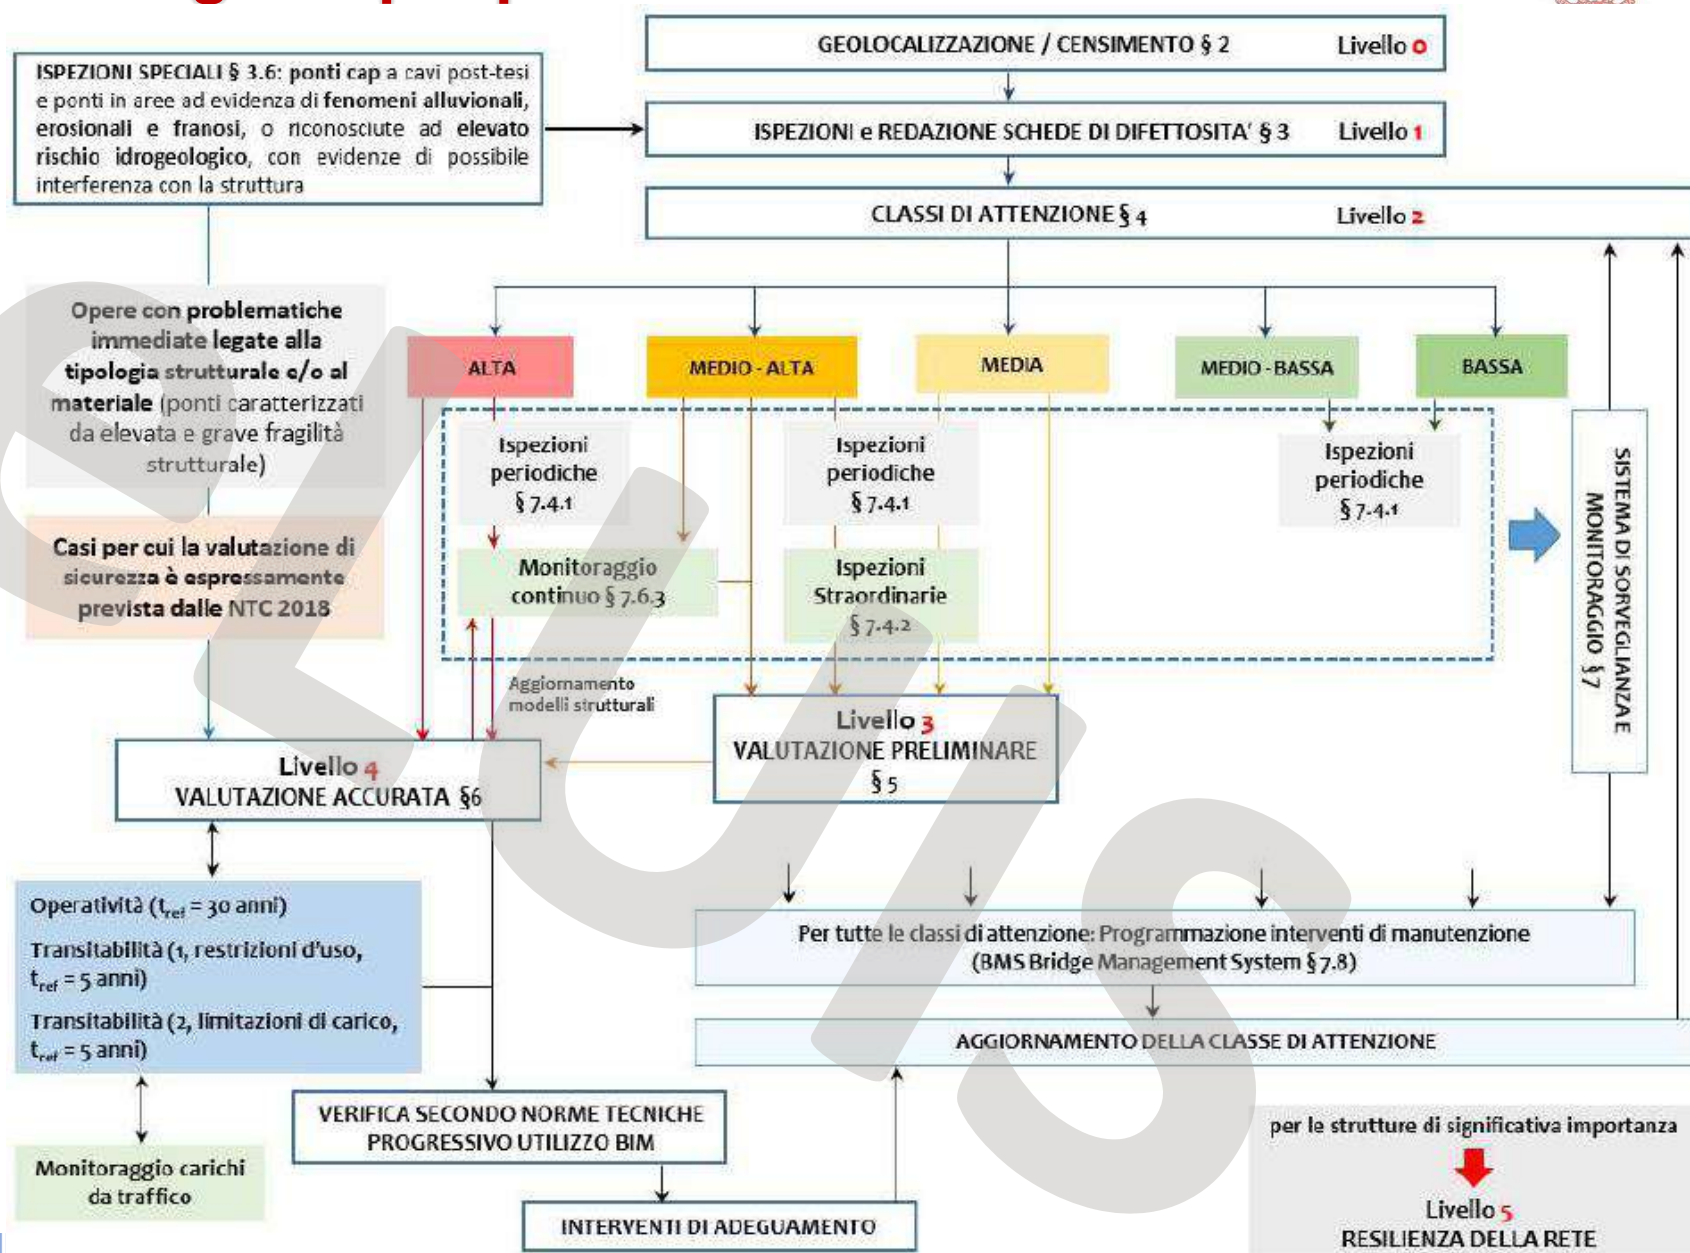 GEOLOCALIZZAZIONE / CENSIMENTO § 2 Livello 0
ISPEZIONI SPECIALI § 3.6: ponti cap a cavi post-tesi
e ponti in aree ad evidenza di fenomeni alluvionali,
erosionali e franosi, o riconosciute ad elevato
rischio idrogeologico, con evidenze di possibile
interferenza con la struttura
ISPEZIONI e REDAZIONE SCHEDE DI DIFETTOSITA' § 3 Livello 1
CLASSI DI ATTENZIONE § 4 Livello 2
Opere con problematiche
immediate legate alla
tipologia strutturale e/o al
materiale (ponti caratterizzati
da elevata e grave fragilità
strutturale)
Casi per cui la valutazione di
sicurezza è espressamente
prevista dalle NTC 2018
ALTA
MEDIO - ALTA
MEDIA
MEDIO - BASSA
BASSA
Ispezioni
periodiche
§ 7.4.1
Ispezioni
periodiche
§ 7.4.1
Ispezioni
periodiche
§ 7.4.1
Monitoraggio
continuo § 7.6.3
Ispezioni
Straordinarie
§ 7.4.2
SISTEMA DI SORVEGLIANZA E
MONITORAGGIO § 7
Aggiornamento
modelli strutturali
Livello 3
VALUTAZIONE PRELIMINARE
§ 5
Livello 4
VALUTAZIONE ACCURATA §6
Operatività (tref = 30 anni)
Transitabilità (1, restrizioni d'uso,
tref = 5 anni)
Transitabilità (2, limitazioni di carico,
tref = 5 anni)
Per tutte le classi di attenzione: Programmazione interventi di manutenzione
(BMS Bridge Management System § 7.8)
AGGIORNAMENTO DELLA CLASSE DI ATTENZIONE
VERIFICA SECONDO NORME TECNICHE
PROGRESSIVO UTILIZZO BIM
Monitoraggio carichi
da traffico
INTERVENTI DI ADEGUAMENTO
per le strutture di significativa importanza
Livello 5
RESILIENZA DELLA RETE
eLUIS